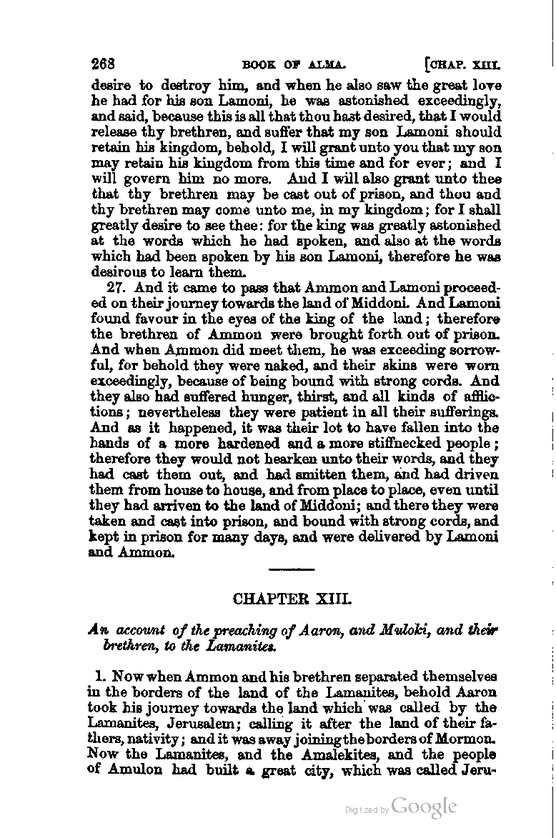 268 BOOK OF ALMA. [CHAP. XIII.
desire to destroy him, and when he also saw the great love
he had for his son Lamoni, he was astonished exceedingly,
and said, because this is all that thou hast desired, that I would
release thy brethren, and suffer that my son Lamoni should
retain his kingdom, behold, I will grant unto you that my son
may retain his kingdom from this time and for ever; and I
will govern him no more. And I will also grant unto thee
that thy brethren may be cast out of prison, and thou and
thy brethren may come unto me, in my kingdom; for I shall
greatly desire to see thee: for the king was greatly astonished
at the words which he had spoken, and also at the words
which had been spoken by his son Lamoni, therefore he was
desirous to learn them.
27. And it came to pass that Ammon and Lamoni proceed-
ed on their journey towards the land of Middoni. And Lamoni
found favour in the eyes of the king of the land; therefore
the brethren of Ammon were brought forth out of prison.
And when Ammon did meet them, he was exceeding sorrow-
ful, for behold they were naked, and their skins were worn
exceedingly, because of being bound with strong cords. And
they also had suffered hunger, thirst, and all kinds of afflic-
tions; nevertheless they were patient in all their sufferings.
And as it happened, it was their lot to have fallen into the
hands of a more hardened and a more stiffnecked people;
therefore they would not hearken unto their words, and they
had cast them out, and had smitten them, and had driven
them from house to house, and from place to place, even until
they had arriven to the land of Middoni; and there they were
taken and cast into prison, and bound with strong cords, and
kept in prison for many days, and were delivered by Lamoni
and Ammon.
CHAPTER XIII.
An account of the preaching of Aaron, and Muloki, and their
brethren, to the Lamanites.
1. Now when Ammon and his brethren separated themselves
in the borders of the land of the Lamanites, behold Aaron
took his journey towards the land which was called by the
Lamanites, Jerusalem; calling it after the land of their fa-
thers, nativity; and it was away joining the borders of Mormon.
Now the Lamanites, and the Amalekites, and the people
of Amulon had built a great city, which was called Jeru-
Digitized by Google